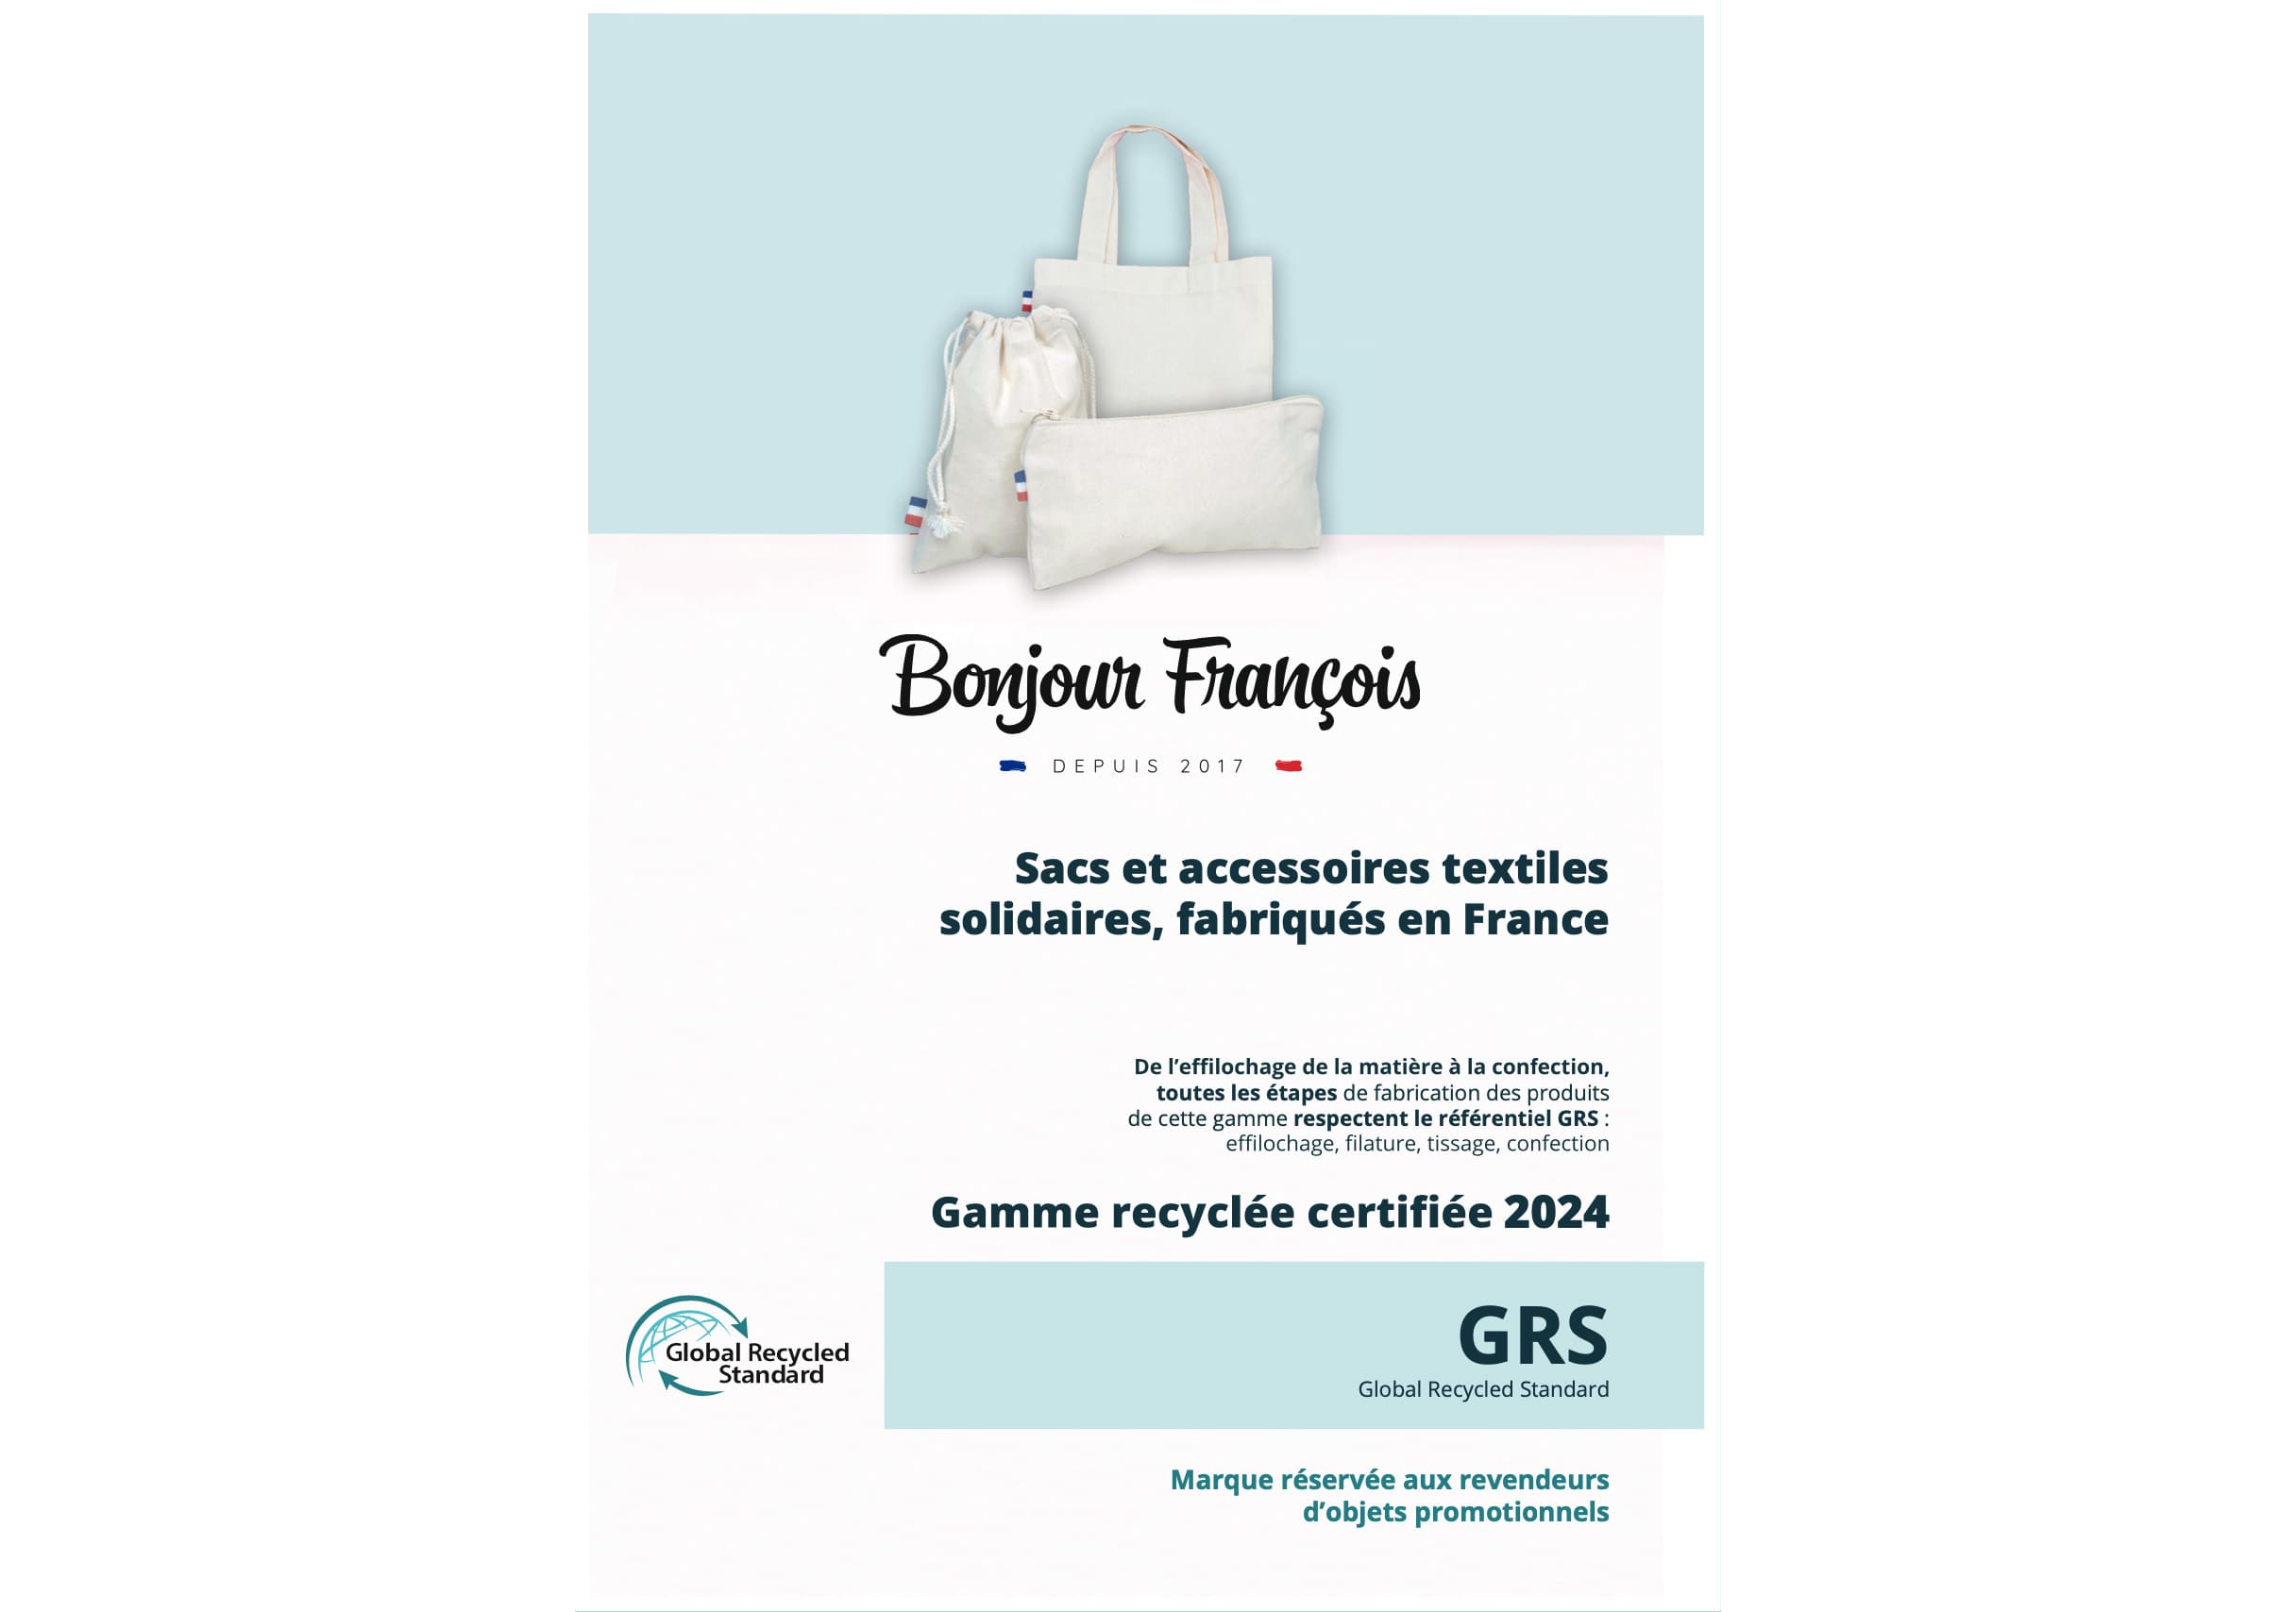 Bonjour François
DEPUIS 2017
Sacs et accessoires textiles
solidaires, fabriqués en France
De l’effilochage de la matière à la confection,
toutes les étapes de fabrication des produits
de cette gamme respectent le référentiel GRS :
effilochage, filature, tissage, confection
Gamme recyclée certifiée 2024
Global Recycled
Standard
GRS
Global Recycled Standard
Marque réservée aux revendeurs
d’objets promotionnels